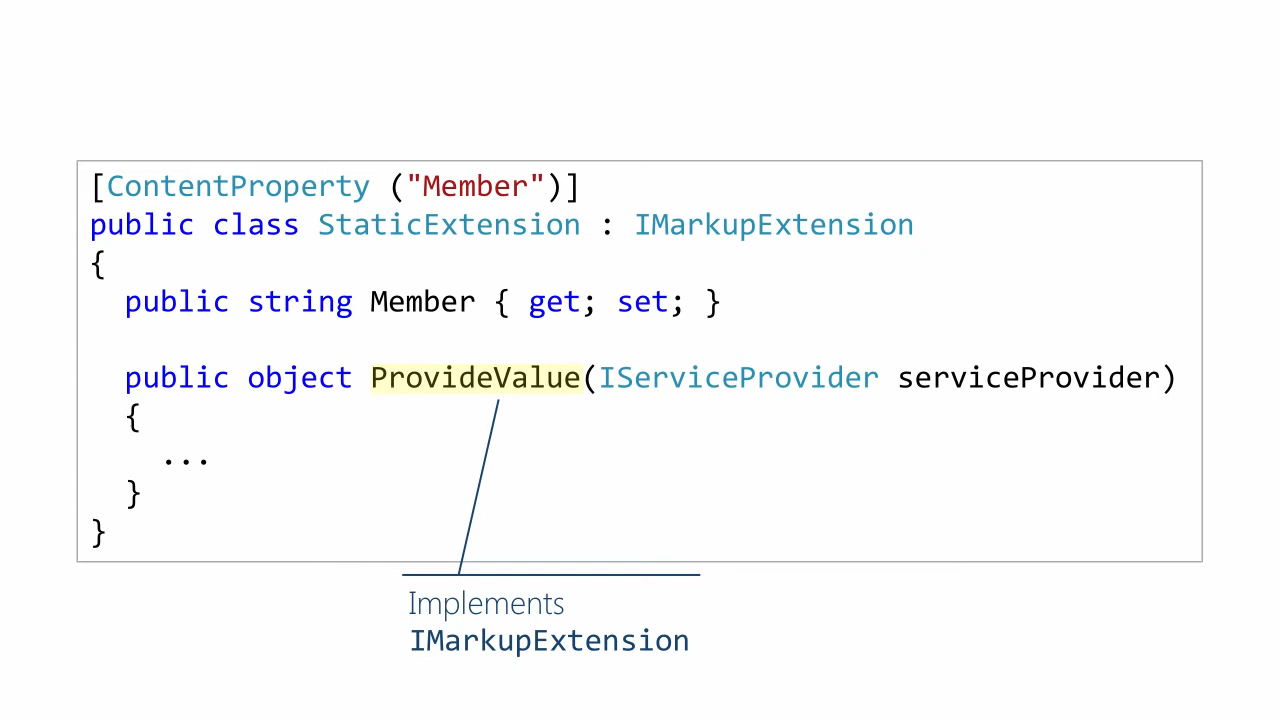 [ContentProperty ("Member")]
public class StaticExtension : IMarkupExtension
{
public string Member { get; set; }
public object ProvideValue(IServiceProvider serviceProvider)
{
...
}
}
Implements
IMarkupExtension